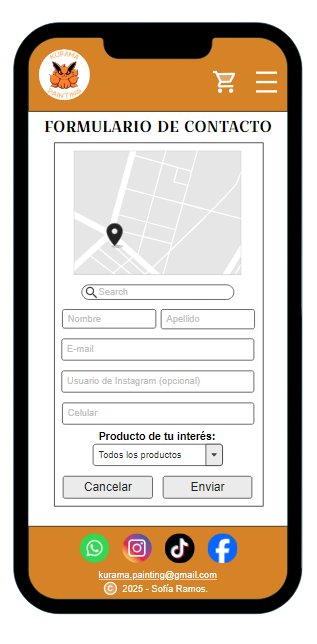 KURAMA
PAINTING
FORMULARIO DE CONTACTO
Search
Nombre Apellido
E-mail
Usuario de Instagram (opcional)
Celular
Producto de tu interés:
Todos los productos
Cancelar Enviar
kurama.painting@gmail.com
© 2025 - Sofía Ramos.